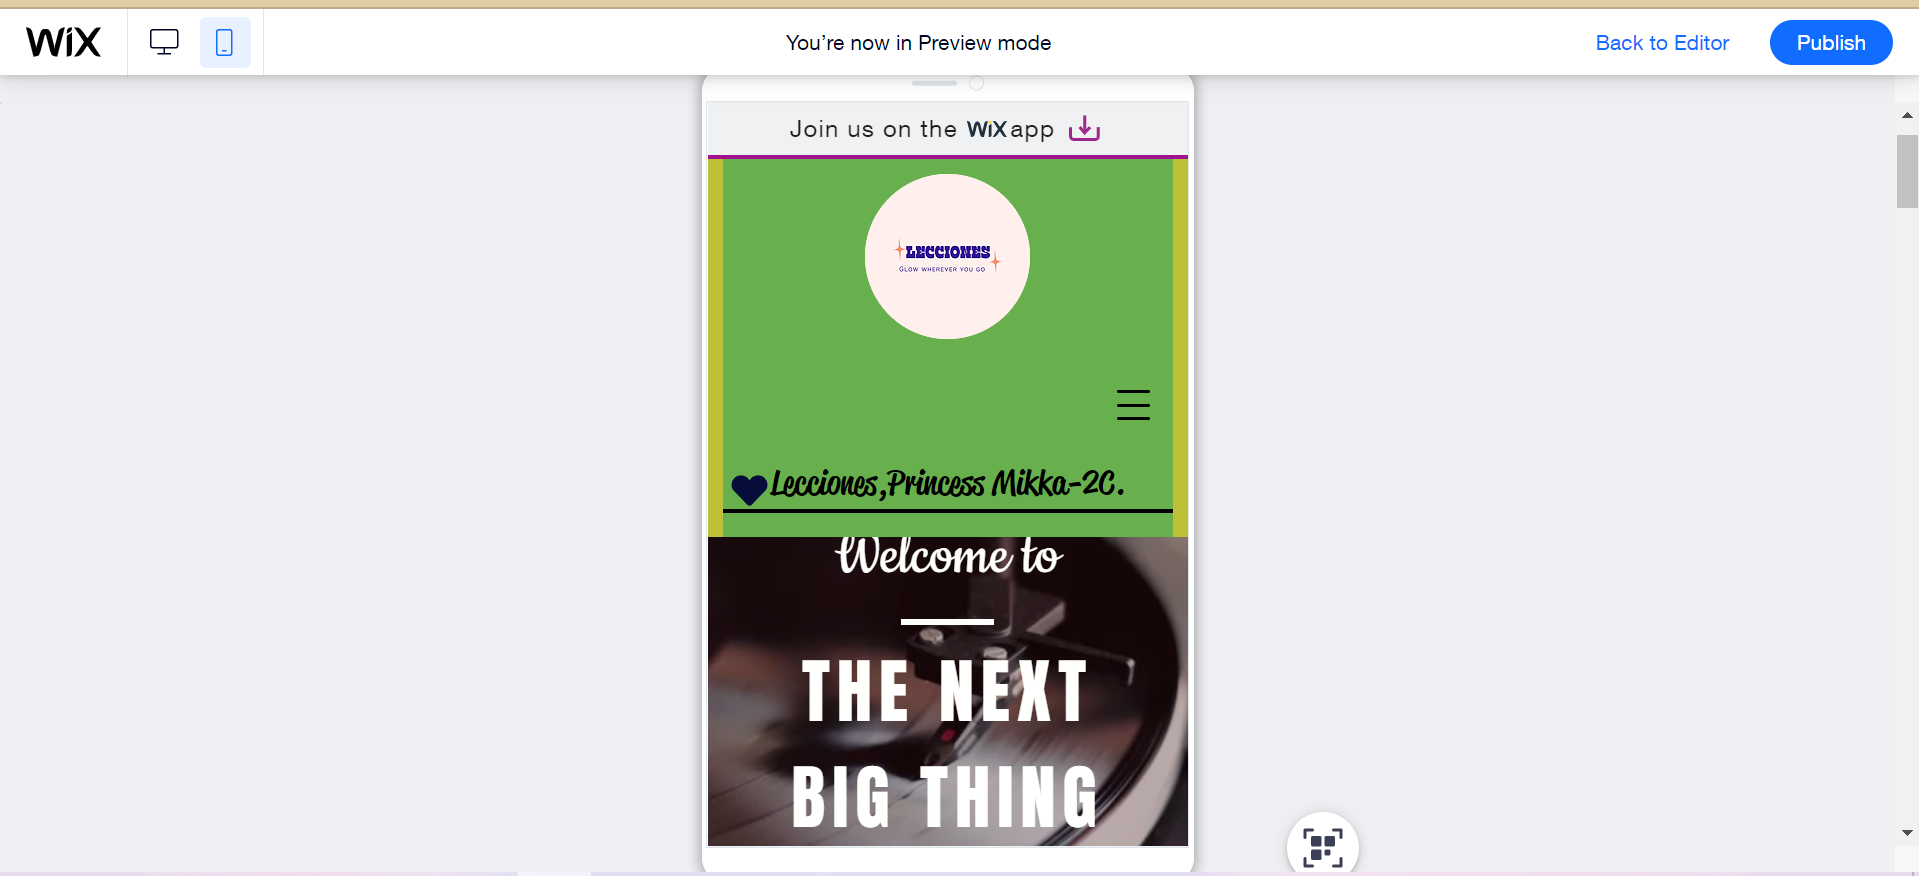 WiX
You're now in Preview mode
Back to Editor
Publish
Join us on the WiX app
LECCIONES
GLOW WHEREVER YOU GO
Lecciones,Princess Mikka-2C.
Welcome to
THE NEXT
BIG THING